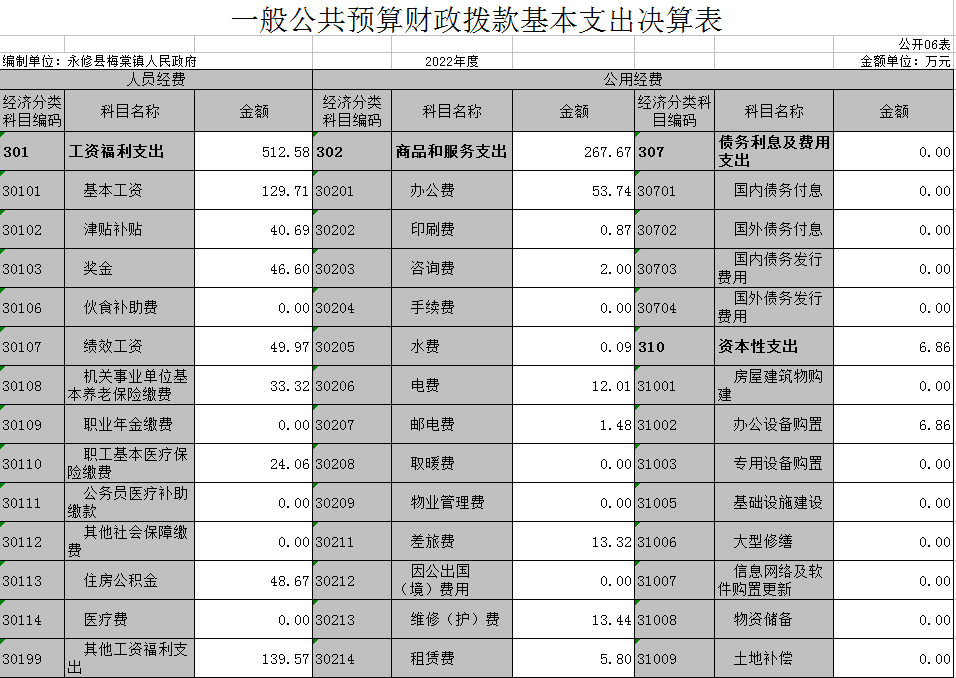 一般公共预算财政拨款基本支出决算表
公开06表
编制单位：永修县梅棠镇人民政府 2022年度 金额单位：万元
人员经费 公用经费
经济分类科目编码 科目名称 金额 经济分类科目编码 科目名称 金额 经济分类科目编码 科目名称 金额
301 工资福利支出 512.58 302 商品和服务支出 267.67 307 债务利息及费用支出 0.00
30101 基本工资 129.71 30201 办公费 53.74 30701 国内债务付息 0.00
30102 津贴补贴 40.69 30202 印刷费 0.87 30702 国外债务付息 0.00
30103 奖金 46.60 30203 咨询费 2.00 30703 国内债务发行费用 0.00
30106 伙食补助费 0.00 30204 手续费 0.00 30704 国外债务发行费用 0.00
30107 绩效工资 49.97 30205 水费 0.09 310 资本性支出 6.86
30108 机关事业单位基本养老保险缴费 33.32 30206 电费 12.01 31001 房屋建筑物购建 0.00
30109 职业年金缴费 0.00 30207 邮电费 1.48 31002 办公设备购置 6.86
30110 职工基本医疗保险缴费 24.06 30208 取暖费 0.00 31003 专用设备购置 0.00
30111 公务员医疗补助缴款 0.00 30209 物业管理费 0.00 31005 基础设施建设 0.00
30112 其他社会保障缴费 0.00 30211 差旅费 13.32 31006 大型修缮 0.00
30113 住房公积金 48.67 30212 因公出国（境）费用 0.00 31007 信息网络及软件购置更新 0.00
30114 医疗费 0.00 30213 维修（护）费 13.44 31008 物资储备 0.00
30199 其他工资福利支出 139.57 30214 租赁费 5.80 31009 土地补偿 0.00